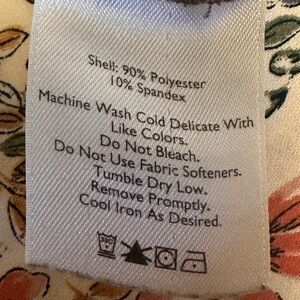 Shell: 90% Polyester
10% Spandex
Machine Wash Cold Delicate With
Like Colors.
Do Not Bleach.
Do Not Use Fabric Softeners.
Tumble Dry Low.
Remove Promptly.
Cool Iron As Desired.